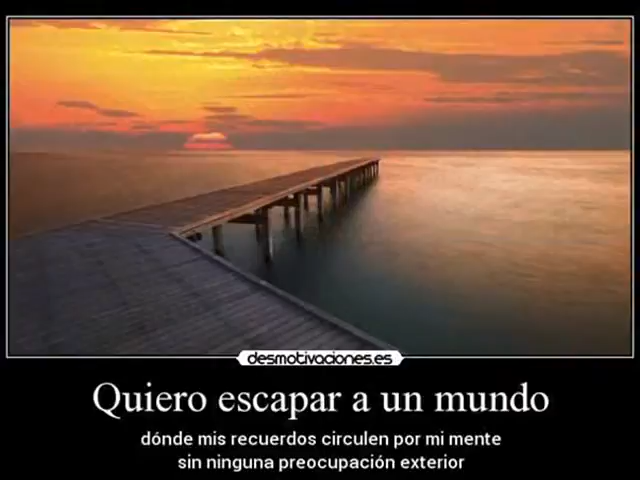 desmotivaciones.es
Quiero escapar a un mundo
dónde mis recuerdos circulen por mi mente
sin ninguna preocupación exterior